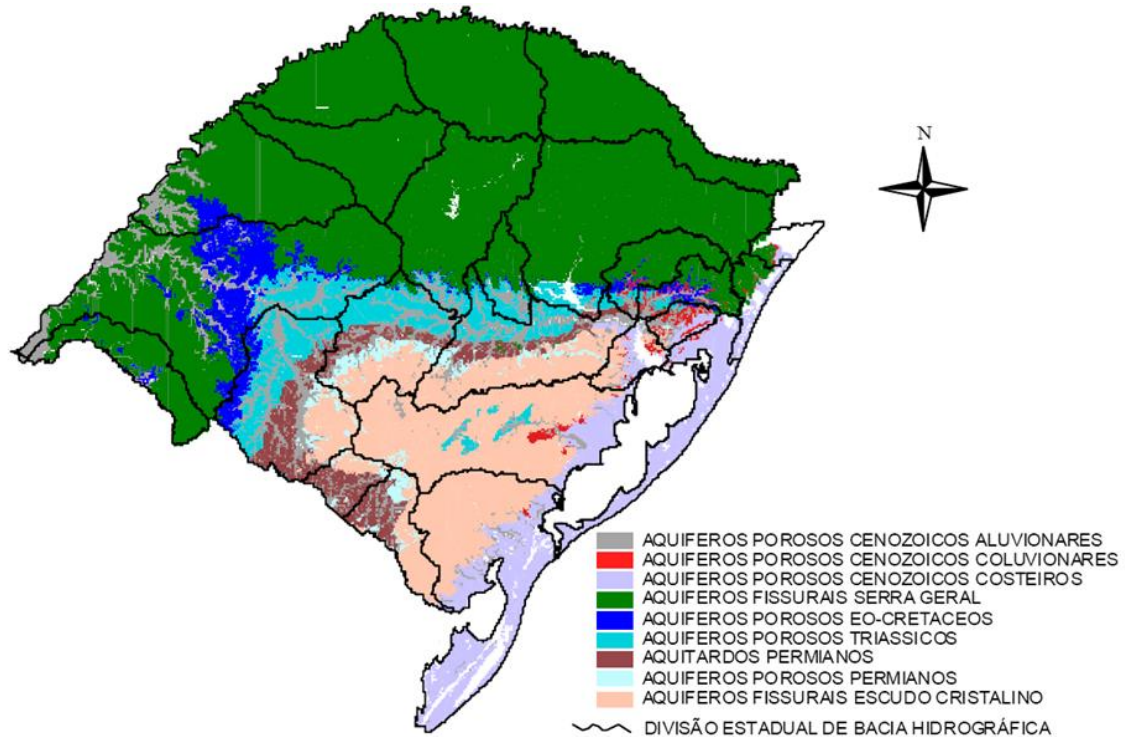 N
AQUIFEROS POROSOS CENOZOICOS ALUVIONARES
AQUIFEROS POROSOS CENOZOICOS COLUVIONARES
AQUIFEROS POROSOS CENOZOICOS COSTEIROS
AQUIFEROS FISSURAIS SERRA GERAL
AQUIFEROS POROSOS EO-CRETACEOS
AQUIFEROS POROSOS TRIASSICOS
AQUITARDOS PERMIANOS
AQUIFEROS POROSOS PERMIANOS
AQUIFEROS FISSURAIS ESCUDO CRISTALINO
DIVISÃO ESTADUAL DE BACIA HIDROGRÁFICA